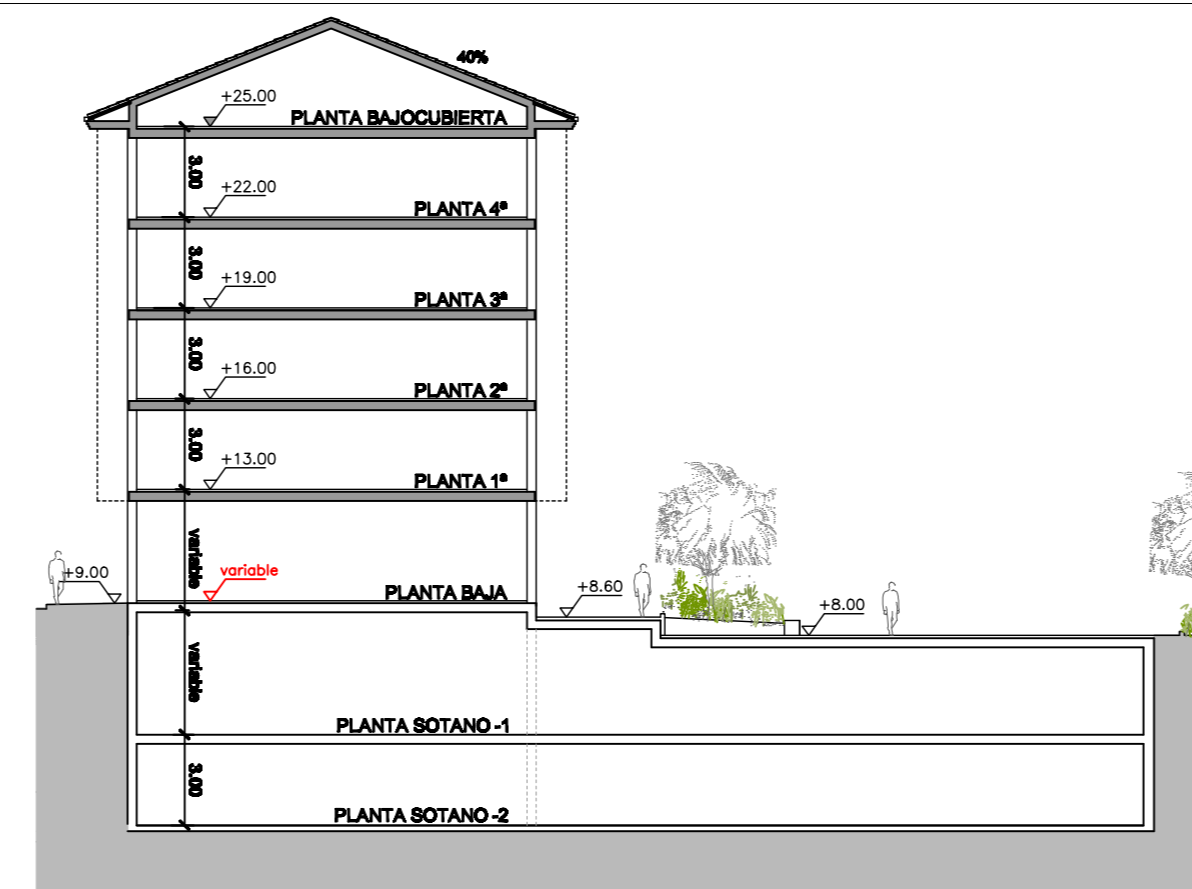 40%
+25.00
PLANTA BAJOCUBIERTA
3.00
+22.00
PLANTA 4ª
3.00
+19.00
PLANTA 3ª
3.00
+16.00
PLANTA 2ª
3.00
+13.00
PLANTA 1ª
variable
variable
+9.00
PLANTA BAJA
+8.60
+8.00
variable
PLANTA SOTANO -1
3.00
PLANTA SOTANO -2